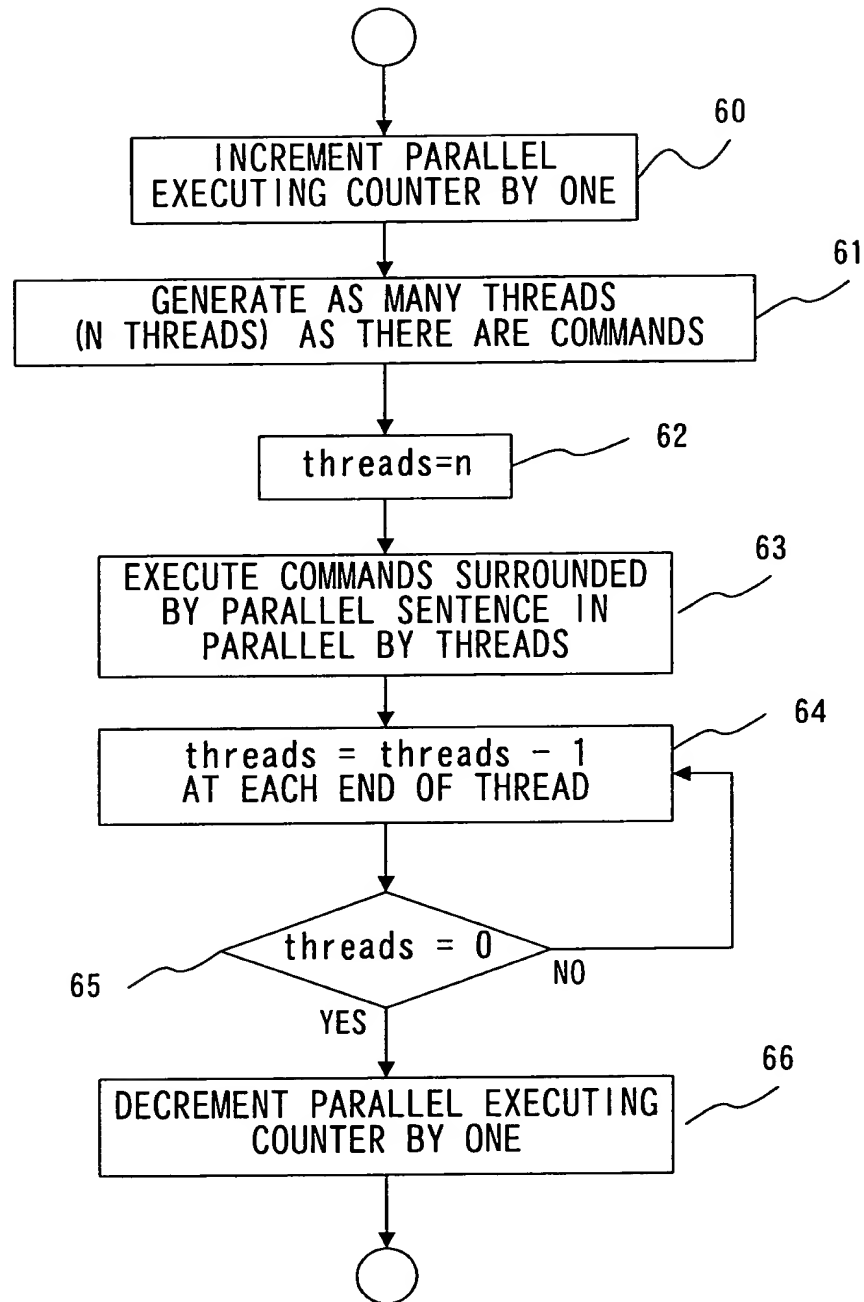 60
INCREMENT PARALLEL
EXECUTING COUNTER BY ONE
61
GENERATE AS MANY THREADS
(N THREADS) AS THERE ARE COMMANDS
62
threads=n
63
EXECUTE COMMANDS SURROUNDED
BY PARALLEL SENTENCE IN
PARALLEL BY THREADS
64
threads = threads - 1
AT EACH END OF THREAD
threads = 0
65
NO
YES
66
DECREMENT PARALLEL EXECUTING
COUNTER BY ONE